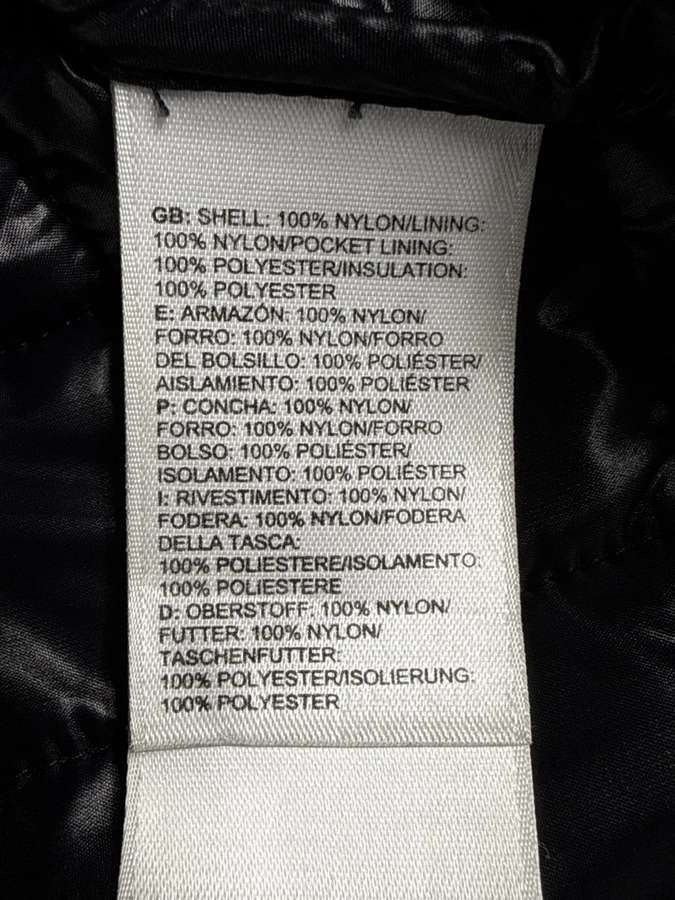 GB: SHELL: 100% NYLON/LINING:
100% NYLON/POCKET LINING:
100% POLYESTER/INSULATION:
100% POLYESTER
E: ARMAZÓN: 100% NYLON/
FORRO: 100% NYLON/FORRO
DEL BOLSILLO: 100% POLIÉSTER/
AISLAMIENTO: 100% POLIÉSTER
P: CONCHA: 100% NYLON/
FORRO: 100% NYLON/FORRO
BOLSO: 100% POLIÉSTER/
ISOLAMENTO: 100% POLIÉSTER
I: RIVESTIMENTO: 100% NYLON/
FODERA: 100% NYLON/FODERA
DELLA TASCA:
100% POLIESTERE/ISOLAMENTO:
100% POLIESTERE
D: OBERSTOFF: 100% NYLON/
FUTTER: 100% NYLON/
TASCHENFUTTER:
100% POLYESTER/ISOLIERUNG:
100% POLYESTER